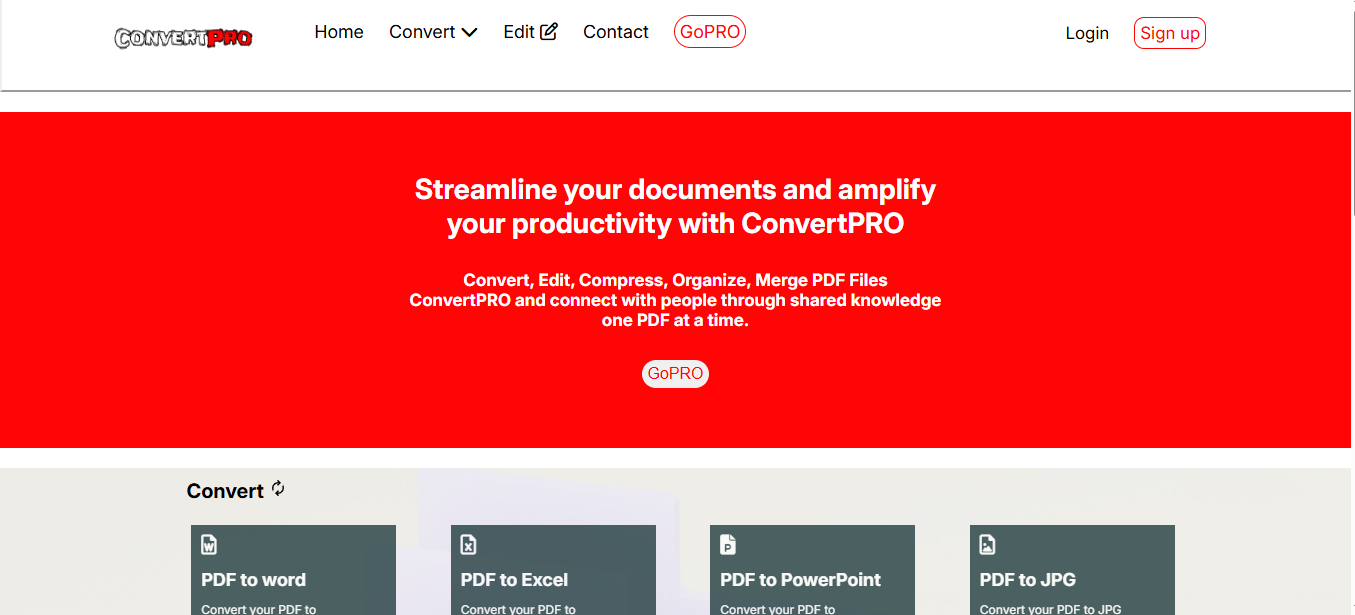 CONVERTPRO Home Convert Edit Contact GoPRO Login Sign up
Streamline your documents and amplify
your productivity with ConvertPRO
Convert, Edit, Compress, Organize, Merge PDF Files
ConvertPRO and connect with people through shared knowledge
one PDF at a time.
GoPRO
Convert
PDF to word
Convert your PDF to
PDF to Excel
Convert your PDF to
PDF to PowerPoint
Convert your PDF to
PDF to JPG
Convert your PDF to JPG